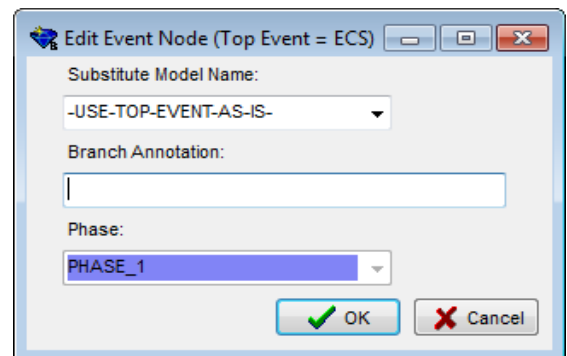 Edit Event Node (Top Event = ECS)
Substitute Model Name:
-USE-TOP-EVENT-AS-IS-
Branch Annotation:
Phase:
PHASE_1
OK
Cancel